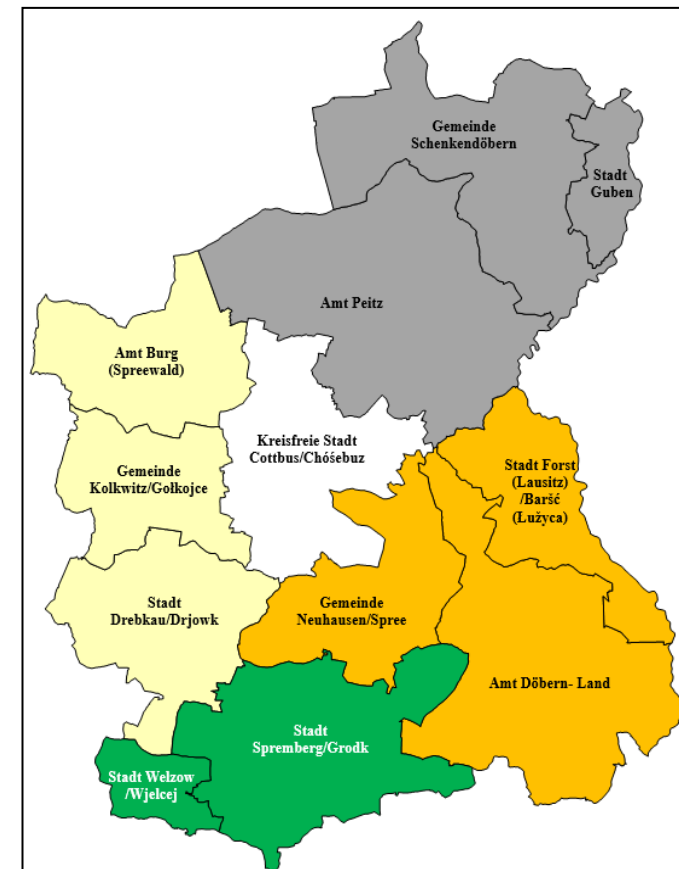 Gemeinde
Schenkendöbern
Stadt
Guben
Amt Peitz
Amt Burg
(Spreewald)
Kreisfreie Stadt
Cottbus/Chóśebuz
Gemeinde
Kolkwitz/Gołkojce
Stadt Forst
(Lausitz)
/Baršć
(Łužyca)
Stadt
Drebkau/Drjowk
Gemeinde
Neuhausen/Spree
Amt Döbern- Land
Stadt
Spremberg/Grodk
Stadt Welzow
/Wjelcej